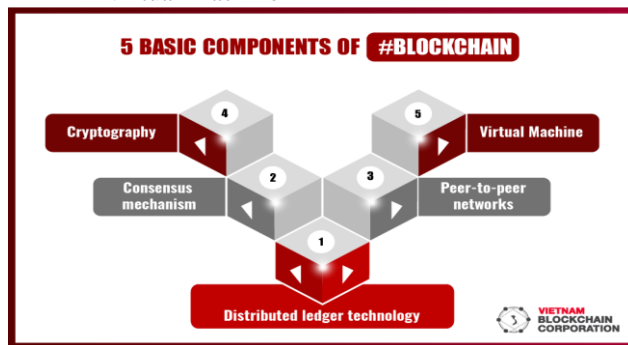 5 BASIC COMPONENTS OF #BLOCKCHAIN
4
5
Cryptography
Virtual Machine
2
3
Consensus
mechanism
Peer-to-peer
networks
1
Distributed ledger technology
VIETNAM
BLOCKCHAIN
CORPORATION